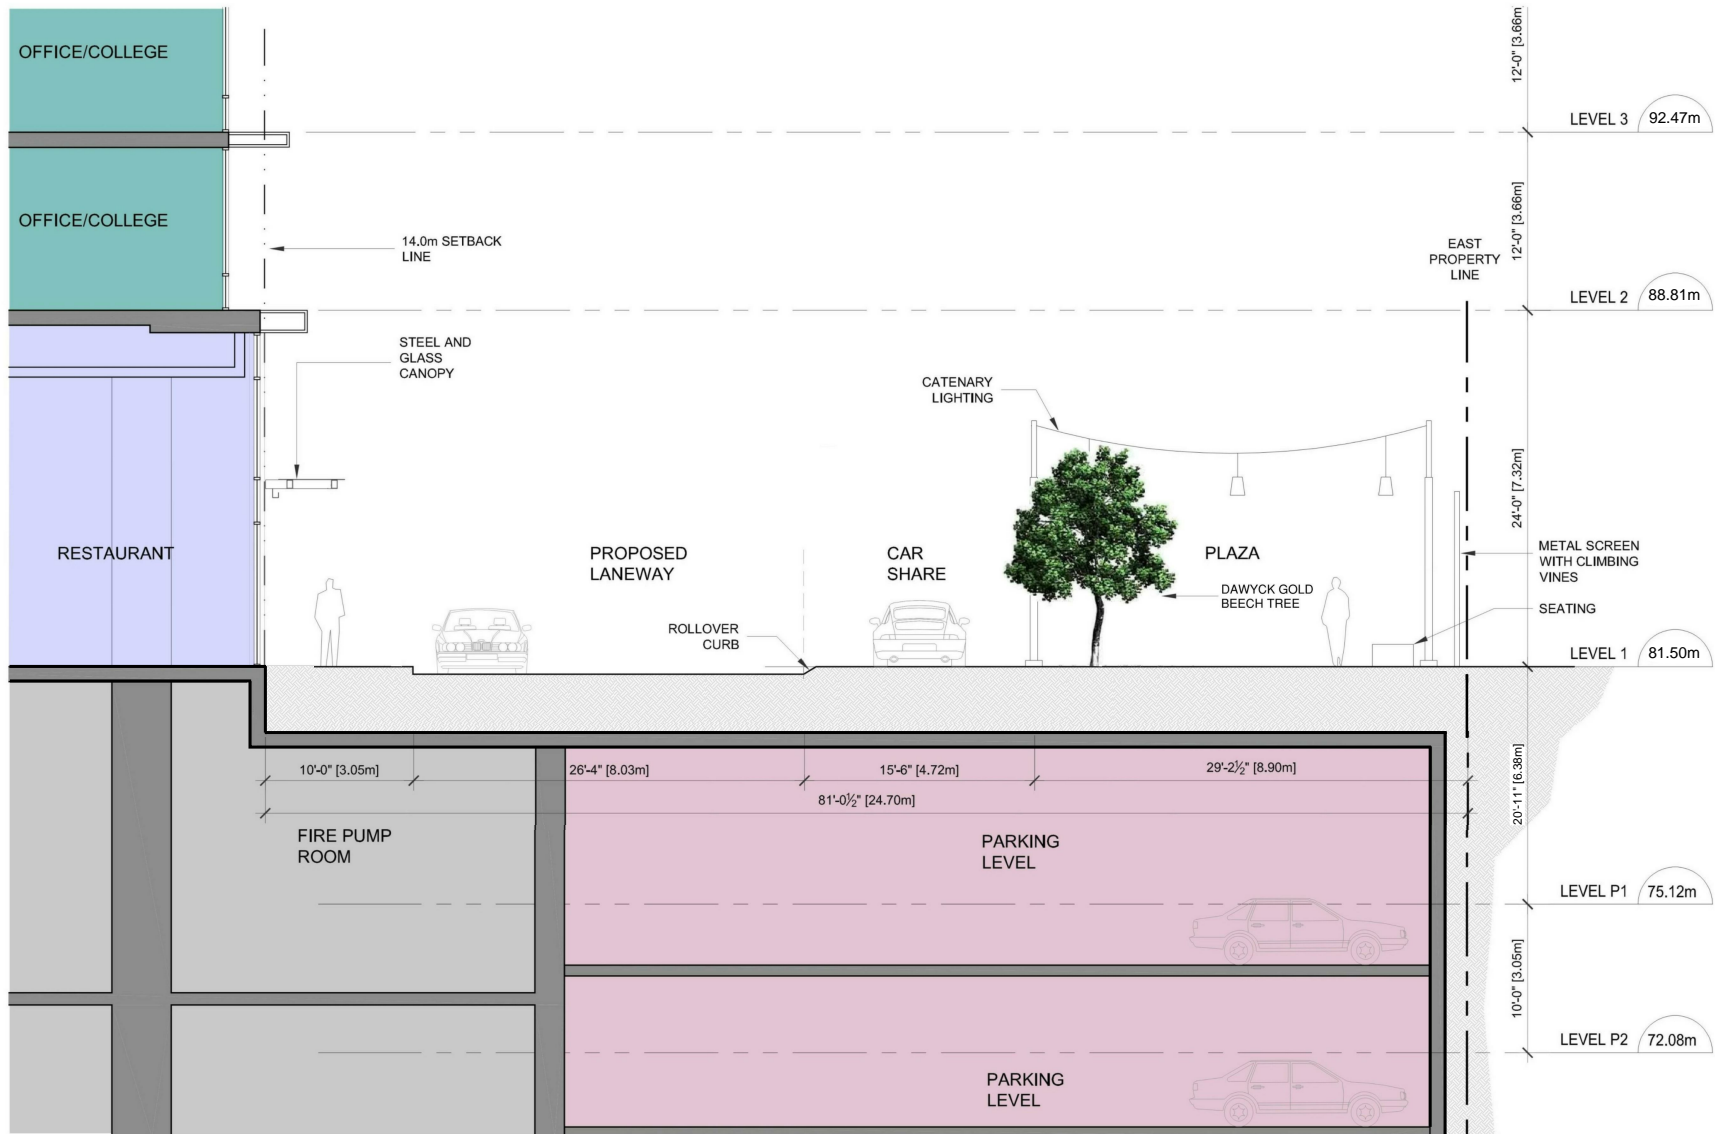 OFFICE/COLLEGE
12'-0" [3.66m]
LEVEL 3 92.47m
OFFICE/COLLEGE
12'-0" [3.66m]
14.0m SETBACK
LINE
EAST
PROPERTY
LINE
LEVEL 2 88.81m
STEEL AND
GLASS
CANOPY
CATENARY
LIGHTING
24'-0" [7.32m]
RESTAURANT
PROPOSED
LANEWAY
CAR
SHARE
PLAZA
METAL SCREEN
WITH CLIMBING
VINES
DAWYCK GOLD
BEECH TREE
SEATING
ROLLOVER
CURB
LEVEL 1 81.50m
10'-0" [3.05m]
26'-4" [8.03m]
15'-6" [4.72m]
29'-2½" [8.90m]
81'-0½" [24.70m]
20'-11" [6.38m]
FIRE PUMP
ROOM
PARKING
LEVEL
LEVEL P1 75.12m
10'-0" [3.05m]
LEVEL P2 72.08m
PARKING
LEVEL